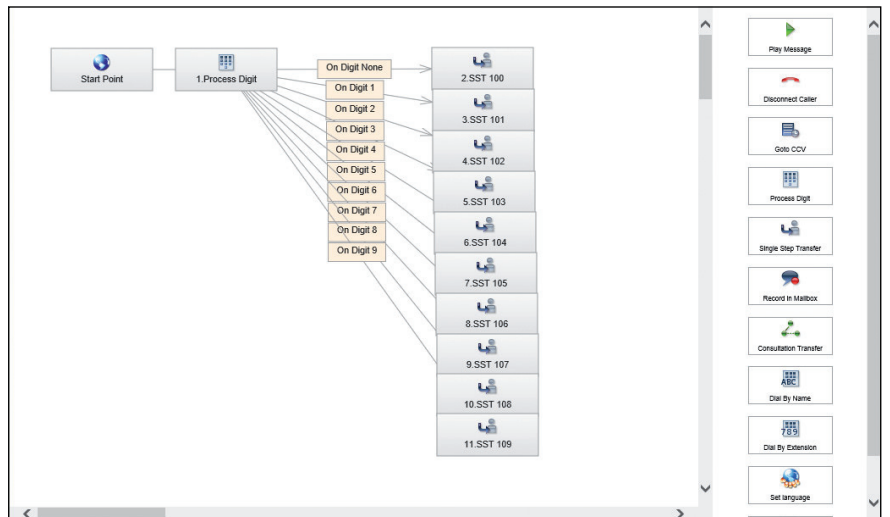 Start Point
1.Process Digit
On Digit None
On Digit 1
On Digit 2
On Digit 3
On Digit 4
On Digit 5
On Digit 6
On Digit 7
On Digit 8
On Digit 9
2.SST 100
3.SST 101
4.SST 102
5.SST 103
6.SST 104
7.SST 105
8.SST 106
9.SST 107
10.SST 108
11.SST 109
Play Message
Disconnect Caller
Goto CCV
Process Digit
Single Step Transfer
Record in Mailbox
Consultation Transfer
ABC
Dial By Name
789
Dial By Extension
Set language